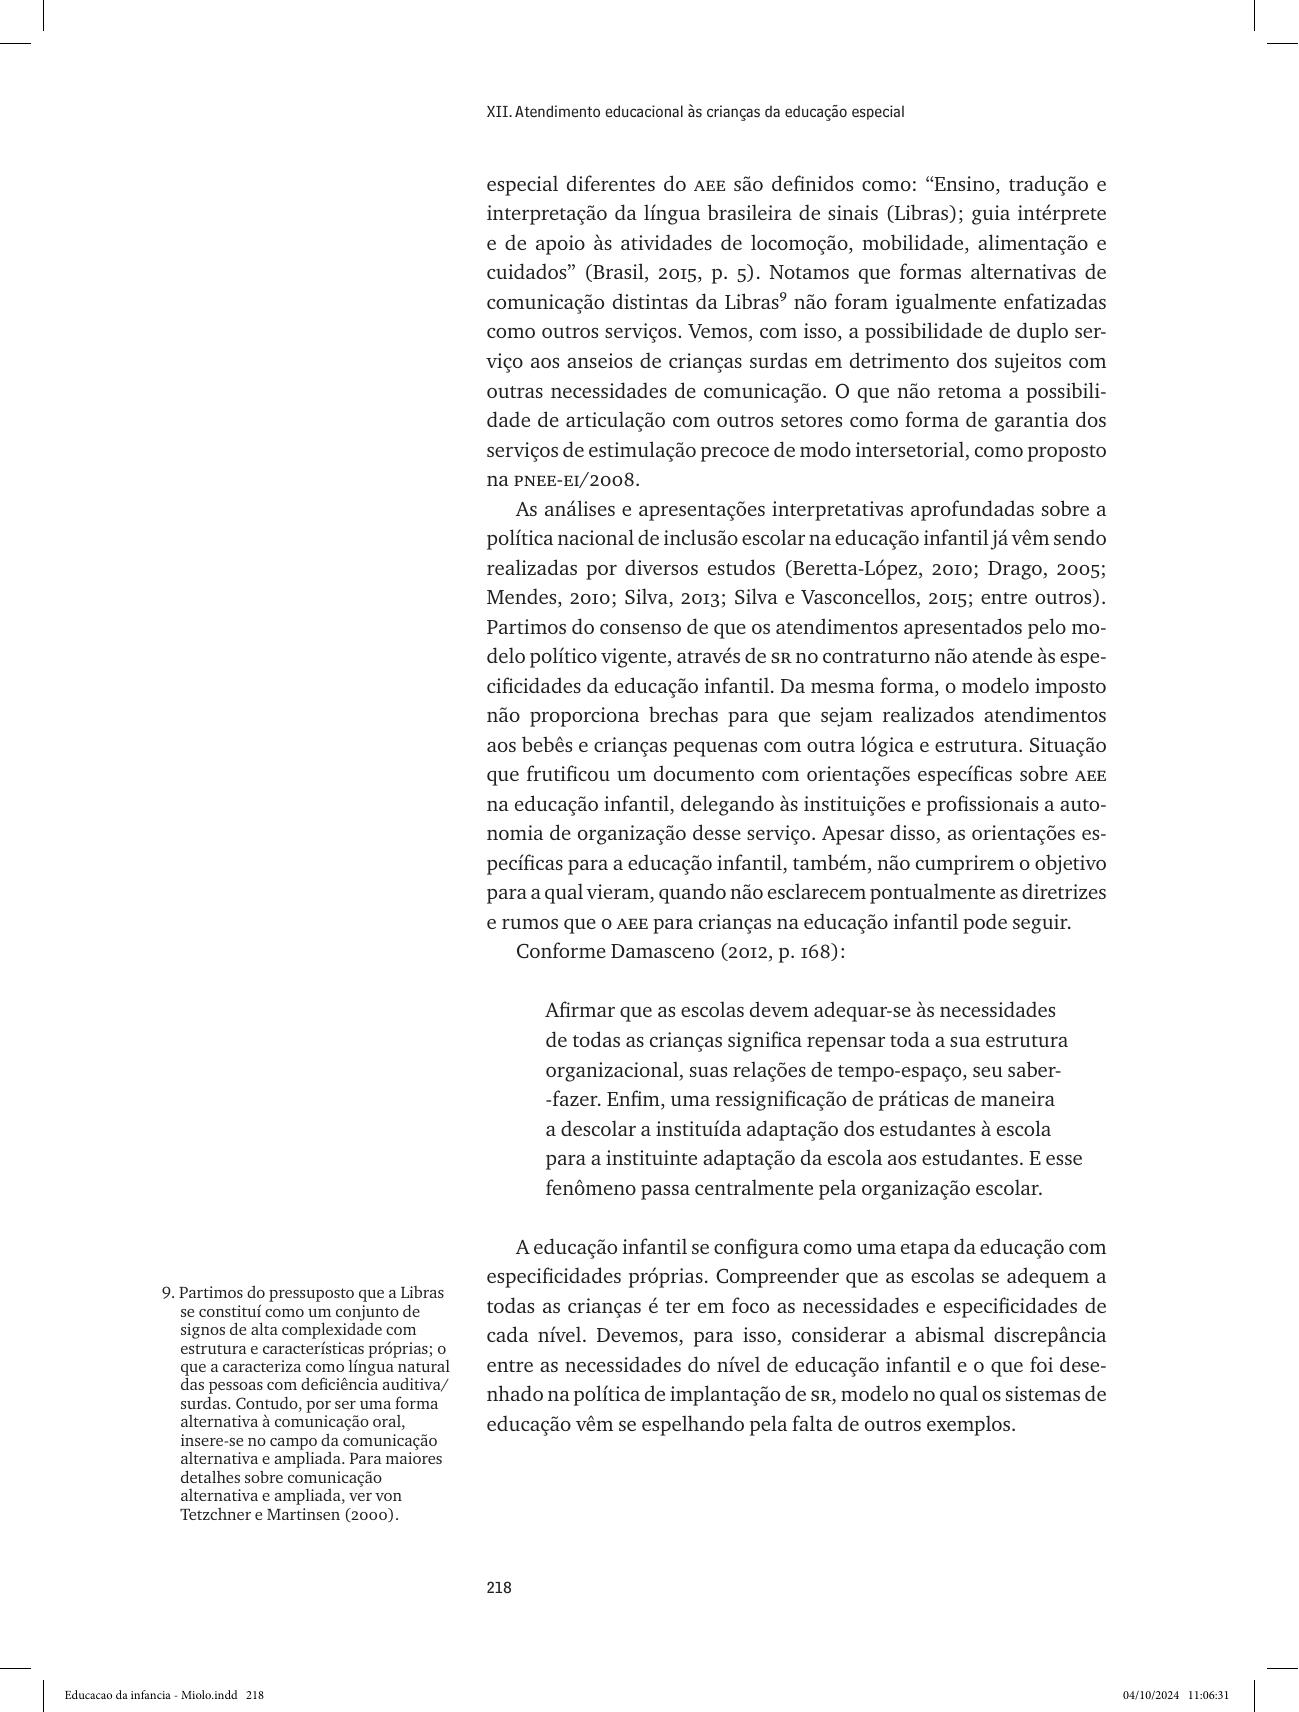 XII. Atendimento educacional às crianças da educação especial
especial diferentes do AEE são definidos como: “Ensino, tradução e
interpretação da língua brasileira de sinais (Libras); guia intérprete
e de apoio às atividades de locomoção, mobilidade, alimentação e
cuidados” (Brasil, 2015, p. 5). Notamos que formas alternativas de
comunicação distintas da Libras⁹ não foram igualmente enfatizadas
como outros serviços. Vemos, com isso, a possibilidade de duplo ser-
viço aos anseios de crianças surdas em detrimento dos sujeitos com
outras necessidades de comunicação. O que não retoma a possibili-
dade de articulação com outros setores como forma de garantia dos
serviços de estimulação precoce de modo intersetorial, como proposto
na PNEE-EI/2008.
As análises e apresentações interpretativas aprofundadas sobre a
política nacional de inclusão escolar na educação infantil já vêm sendo
realizadas por diversos estudos (Beretta-López, 2010; Drago, 2005;
Mendes, 2010; Silva, 2013; Silva e Vasconcellos, 2015; entre outros).
Partimos do consenso de que os atendimentos apresentados pelo mo-
delo político vigente, através de SR no contraturno não atende às espe-
cificidades da educação infantil. Da mesma forma, o modelo imposto
não proporciona brechas para que sejam realizados atendimentos
aos bebês e crianças pequenas com outra lógica e estrutura. Situação
que frutificou um documento com orientações específicas sobre AEE
na educação infantil, delegando às instituições e profissionais a auto-
nomia de organização desse serviço. Apesar disso, as orientações es-
pecíficas para a educação infantil, também, não cumprirem o objetivo
para a qual vieram, quando não esclarecem pontualmente as diretrizes
e rumos que o AEE para crianças na educação infantil pode seguir.
Conforme Damasceno (2012, p. 168):
Afirmar que as escolas devem adequar-se às necessidades
de todas as crianças significa repensar toda a sua estrutura
organizacional, suas relações de tempo-espaço, seu saber-
-fazer. Enfim, uma ressignificação de práticas de maneira
a descolar a instituída adaptação dos estudantes à escola
para a instituinte adaptação da escola aos estudantes. E esse
fenômeno passa centralmente pela organização escolar.
A educação infantil se configura como uma etapa da educação com
especificidades próprias. Compreender que as escolas se adequem a
todas as crianças é ter em foco as necessidades e especificidades de
cada nível. Devemos, para isso, considerar a abismal discrepância
entre as necessidades do nível de educação infantil e o que foi dese-
nhado na política de implantação de SR, modelo no qual os sistemas de
educação vêm se espelhando pela falta de outros exemplos.
9. Partimos do pressuposto que a Libras
se constituí como um conjunto de
signos de alta complexidade com
estrutura e características próprias; o
que a caracteriza como língua natural
das pessoas com deficiência auditiva/
surdas. Contudo, por ser uma forma
alternativa à comunicação oral,
insere-se no campo da comunicação
alternativa e ampliada. Para maiores
detalhes sobre comunicação
alternativa e ampliada, ver von
Tetzchner e Martinsen (2000).
218
Educacao da infancia - Miolo.indd 218
04/10/2024 11:06:31